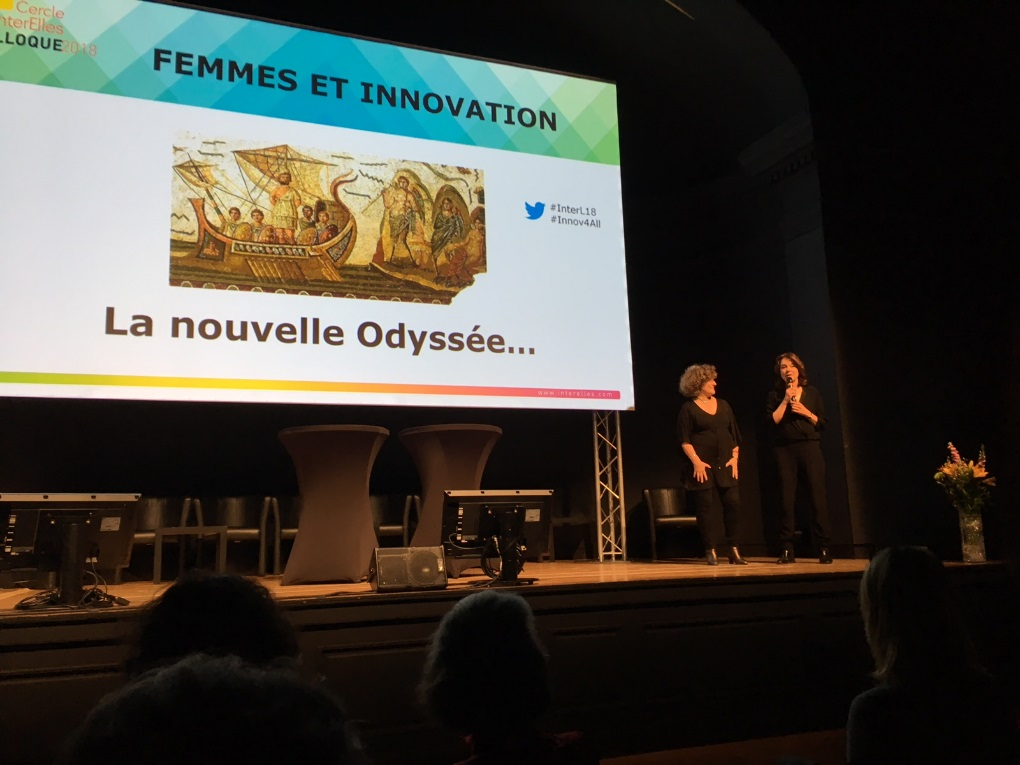 Cercle
InterElles
LLOQUE2018
FEMMES ET INNOVATION
#InterL18
#Innov4All
La nouvelle Odyssée...
www.interelles.com